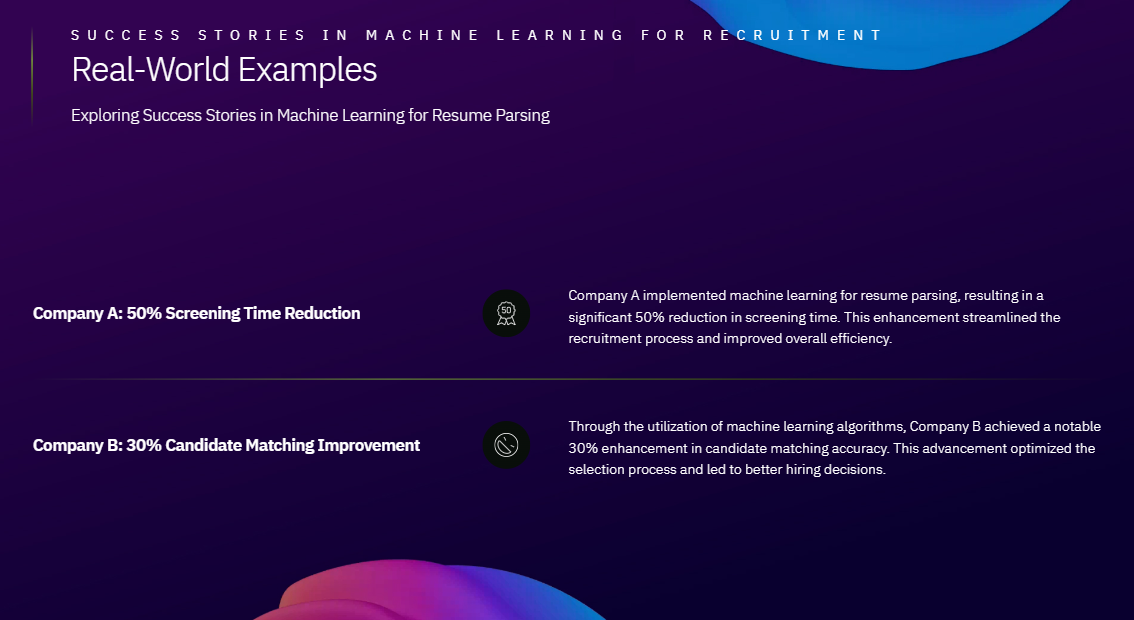 SUCCESS STORIES IN MACHINE LEARNING FOR RECRUITMENT
Real-World Examples
Exploring Success Stories in Machine Learning for Resume Parsing
Company A: 50% Screening Time Reduction
50
Company A implemented machine learning for resume parsing, resulting in a
significant 50% reduction in screening time. This enhancement streamlined the
recruitment process and improved overall efficiency.
Company B: 30% Candidate Matching Improvement
Through the utilization of machine learning algorithms, Company B achieved a notable
30% enhancement in candidate matching accuracy. This advancement optimized the
selection process and led to better hiring decisions.